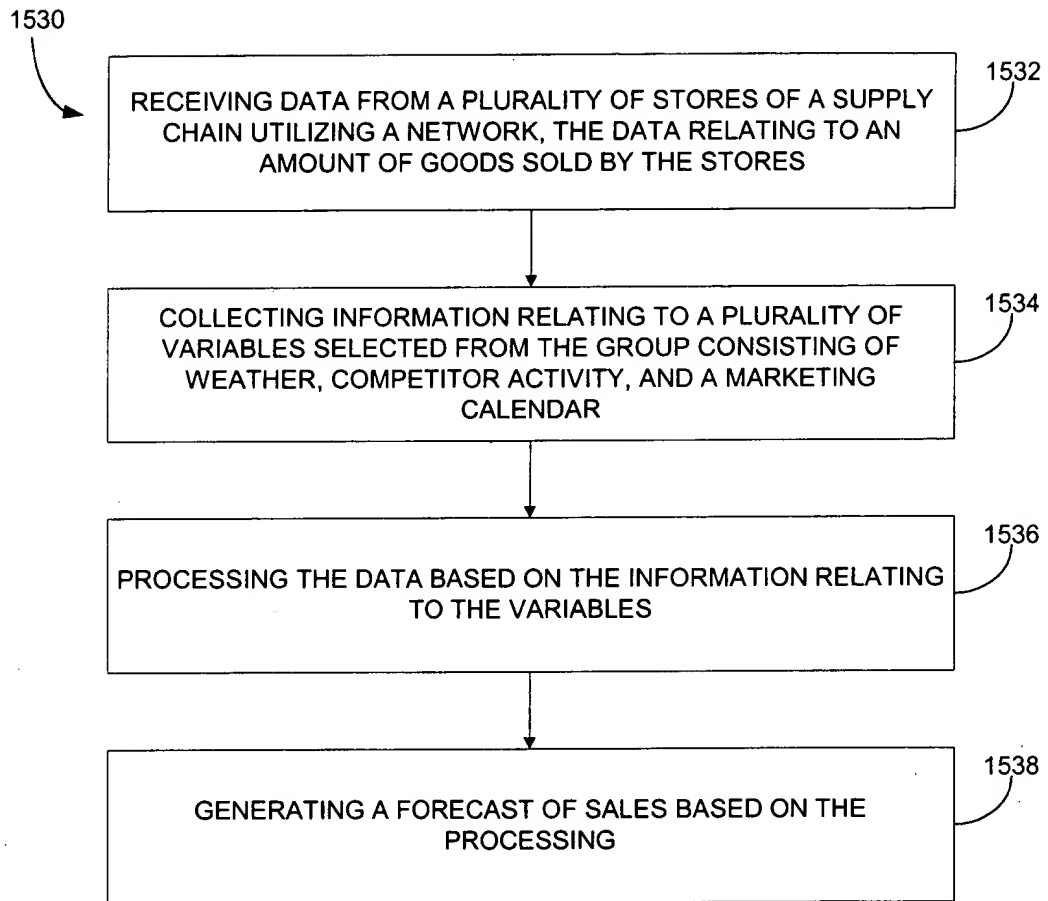 1530
1532
RECEIVING DATA FROM A PLURALITY OF STORES OF A SUPPLY
CHAIN UTILIZING A NETWORK, THE DATA RELATING TO AN
AMOUNT OF GOODS SOLD BY THE STORES
1534
COLLECTING INFORMATION RELATING TO A PLURALITY OF
VARIABLES SELECTED FROM THE GROUP CONSISTING OF
WEATHER, COMPETITOR ACTIVITY, AND A MARKETING
CALENDAR
1536
PROCESSING THE DATA BASED ON THE INFORMATION RELATING
TO THE VARIABLES
1538
GENERATING A FORECAST OF SALES BASED ON THE
PROCESSING